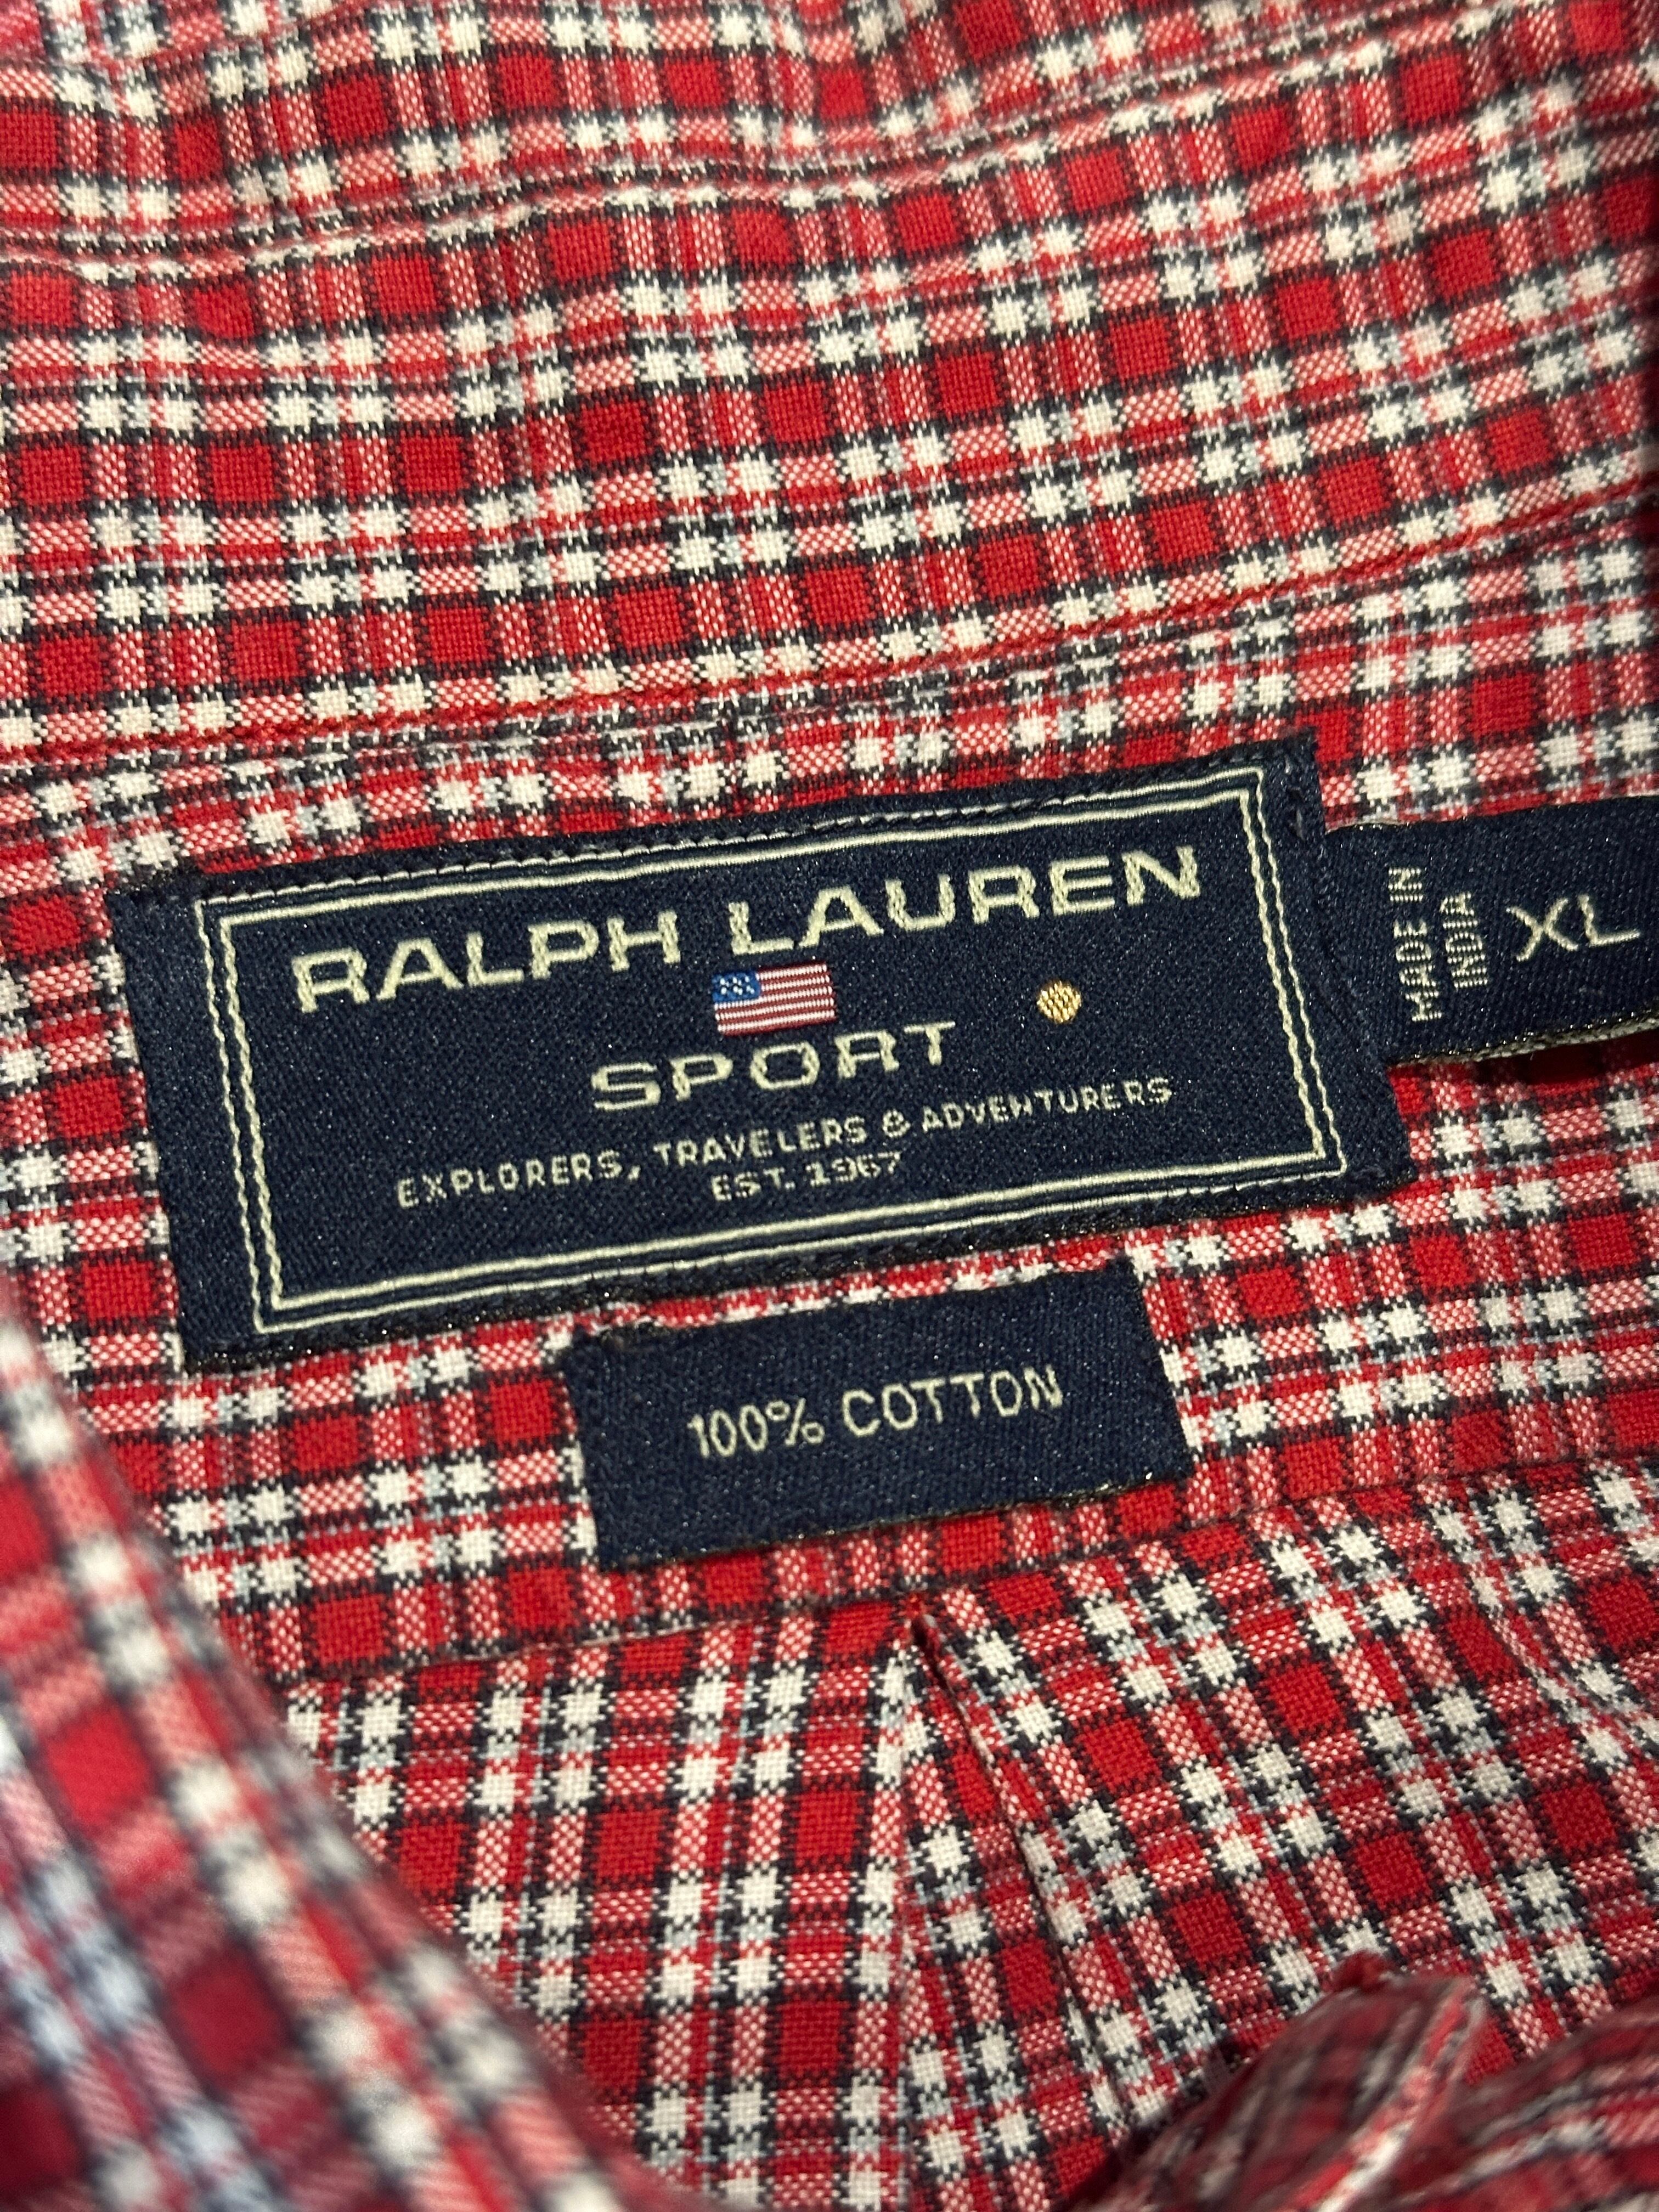 RALPH LAUREN
SPORT
EXPLORERS, TRAVELERS & ADVENTURERS
EST. 1967
MADE IN
INDIA
XL
100% COTTON